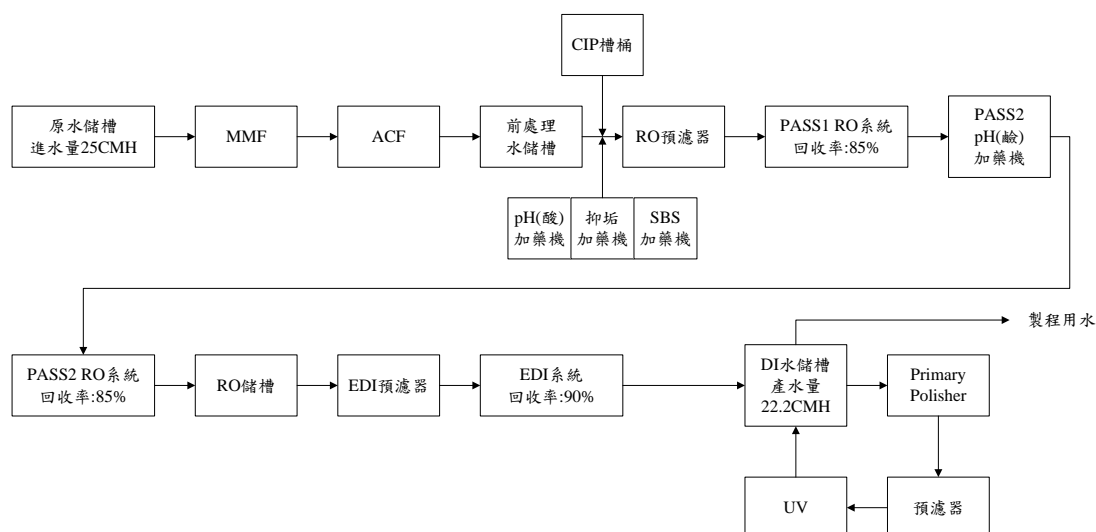 CIP槽桶
原水儲槽
進水量25CMH
MMF
ACF
前處理
水儲槽
RO預濾器
PASS1 RO系統
回收率:85%
PASS2
pH(鹼)
加藥機
pH(酸)
加藥機
抑垢
加藥機
SBS
加藥機
製程用水
PASS2 RO系統
回收率:85%
RO儲槽
EDI預濾器
EDI系統
回收率:90%
DI水儲槽
產水量
22.2CMH
Primary
Polisher
UV
預濾器